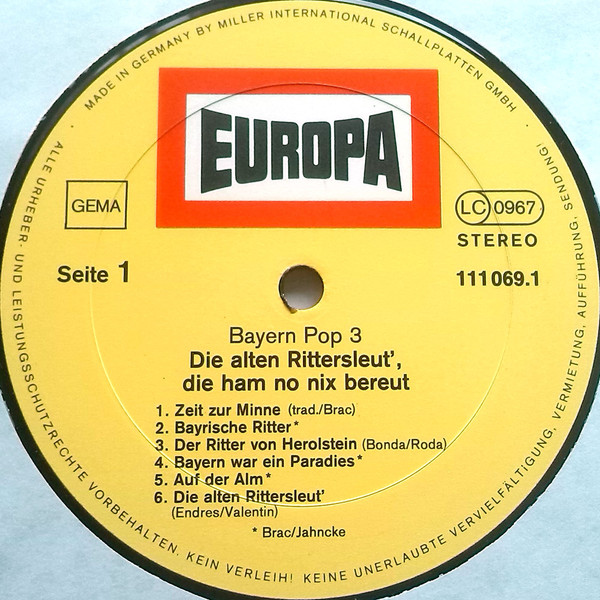 MADE IN GERMANY BY MILLER INTERNATIONAL SCHALLPLATTEN GMBH
EUROPA
GEMA
LC 0967
STEREO
Seite 1
111 069.1
Bayern Pop 3
Die alten Rittersleut',
die ham no nix bereut
1. Zeit zur Minne (trad./Brac)
2. Bayrische Ritter*
3. Der Ritter von Herolstein (Bonda/Roda)
4. Bayern war ein Paradies*
5. Auf der Alm*
6. Die alten Rittersleut'
(Endres/Valentin)
* Brac/Jahncke
ALLE URHEBER- UND LEISTUNGSSCHUTZRECHTE VORBEHALTEN. KEIN VERLEIH! KEINE UNERLAUBTE VERVIELFÄLTIGUNG, VERMIETUNG, AUFFÜHRUNG, SENDUNG!